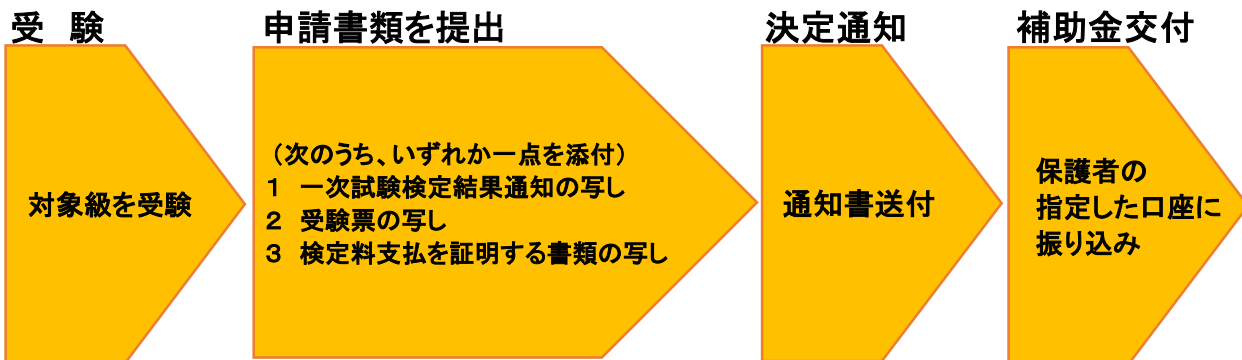 受　験
対象級を受験
申請書類を提出
（次のうち、いずれか一点を添付）
１　一次試験検定結果通知の写し
２　受験票の写し
３　検定料支払を証明する書類の写し
決定通知
通知書送付
補助金交付
保護者の
指定した口座に
振り込み